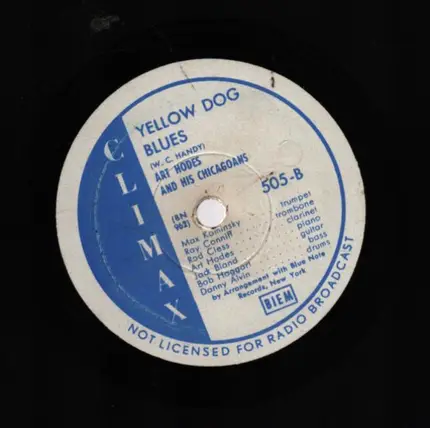 CLIMAX
YELLOW DOG
BLUES
(W. C. HANDY)
ART HODES
AND HIS CHICAGOANS
505-B
(BN
963)
Max Kaminsky trumpet
Ray Conniff trombone
Rod Cless clarinet
Art Hodes piano
Jack Bland guitar
Bob Haggart bass
Danny Alvin drums
by Arrangement with Blue Note
Records, New York
BIEM
NOT LICENSED FOR RADIO BROADCAST